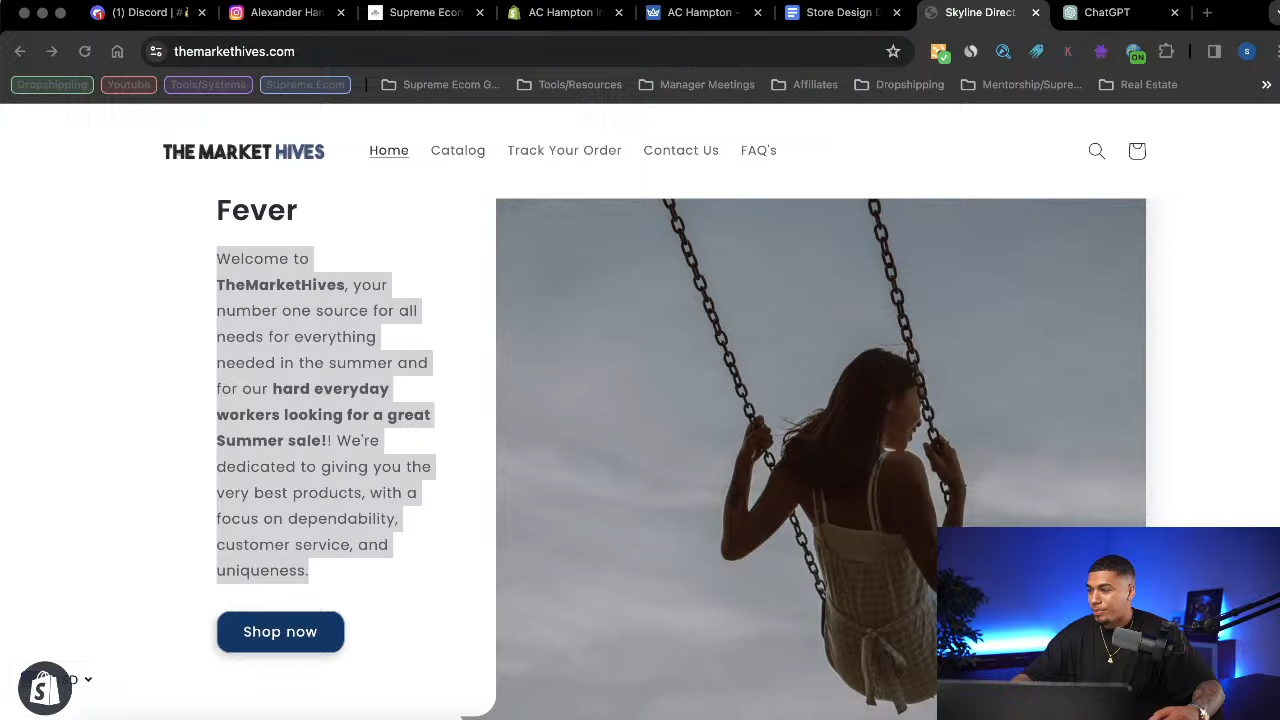 (1) Discord | #
Alexander Han
Supreme Ecom
AC Hampton In
AC Hampton -
Store Design D
Skyline Direct
ChatGPT
themarkethives.com
ON
S
Dropshipping
Youtube
Tools/Systems
Supreme Ecom
Supreme Ecom G...
Tools/Resources
Manager Meetings
Affiliates
Dropshipping
Mentorship/Supre...
Real Estate
THE MARKET HIVES
Home
Catalog
Track Your Order
Contact Us
FAQ's
Fever
Welcome to
TheMarketHives, your
number one source for all
needs for everything
needed in the summer and
for our hard everyday
workers looking for a great
Summer sale!! We're
dedicated to giving you the
very best products, with a
focus on dependability,
customer service, and
uniqueness.
Shop now